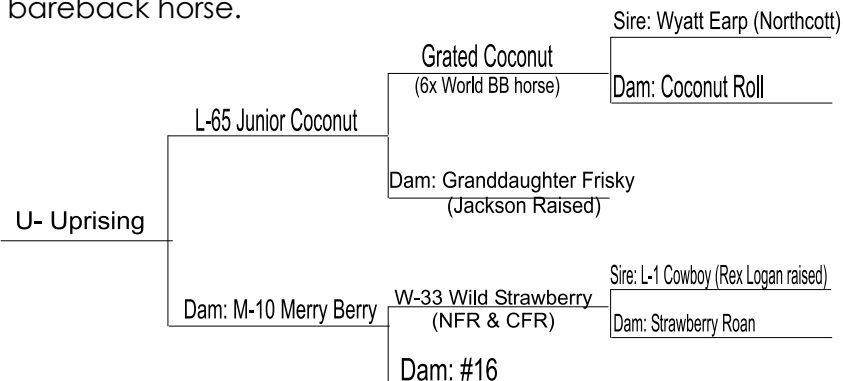 bareback horse.
Sire: Wyatt Earp (Northcott)
Grated Coconut
(6x World BB horse)
Dam: Coconut Roll
L-65 Junior Coconut
Dam: Granddaughter Frisky
(Jackson Raised)
U- Uprising
Sire: L-1 Cowboy (Rex Logan raised)
W-33 Wild Strawberry
(NFR & CFR)
Dam: M-10 Merry Berry
Dam: Strawberry Roan
Dam: #16